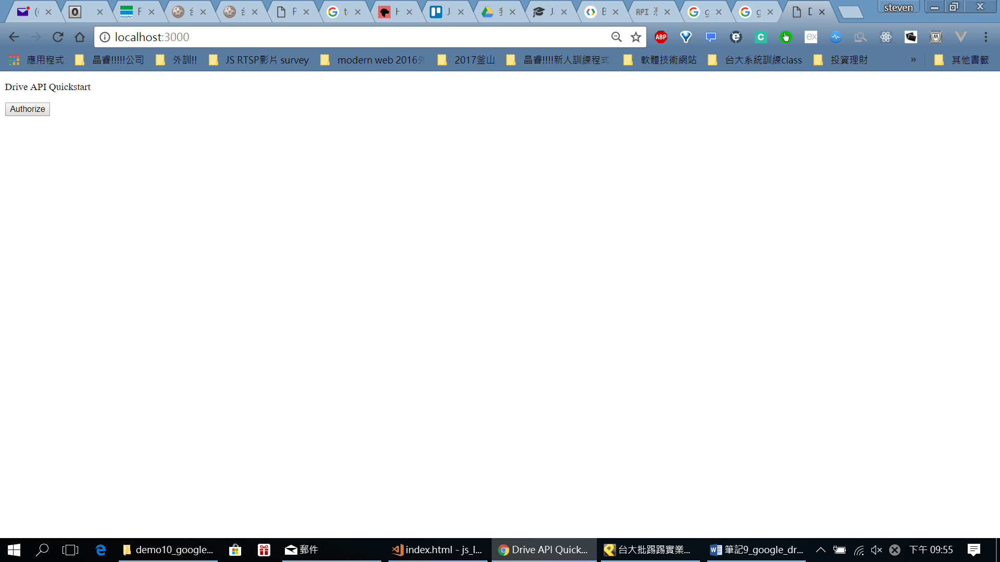 steven
localhost:3000
ABP
應用程式 晶睿!!!!!公司 外訓!! JS RTSP影片 survey modern web 2016 2017釜山 晶睿!!!!新人訓練程式 軟體技術網站 台大系統訓練class 投資理財 » 其他書籤
Drive API Quickstart
Authorize
demo10_google... 郵件 index.html - js_l... Drive API Quick... 台大批踢踢實業... 筆記9_google_dr... 下午 09:55